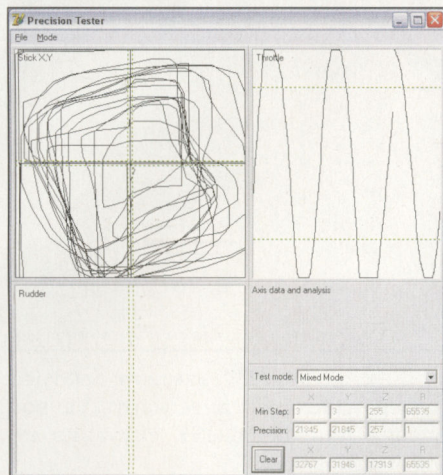 Precision Tester
File Mode
Stick X,Y
Throttle
Rudder
Axis data and analysis
Test mode: Mixed Mode
X Y Z R
Min Step: 3 3 255 65535
Precision: 21845 21845 257 1
X Y Z R
Clear 32767 31946 17919 65535